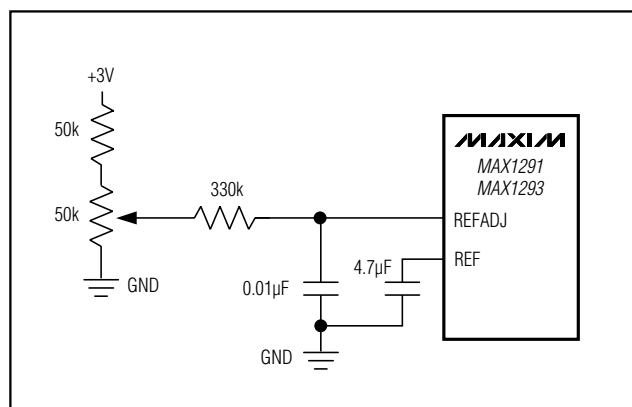 +3V
50k
50k
GND
330k
0.01µF
4.7µF
GND
MAXIM
MAX1291
MAX1293
REFADJ
REF